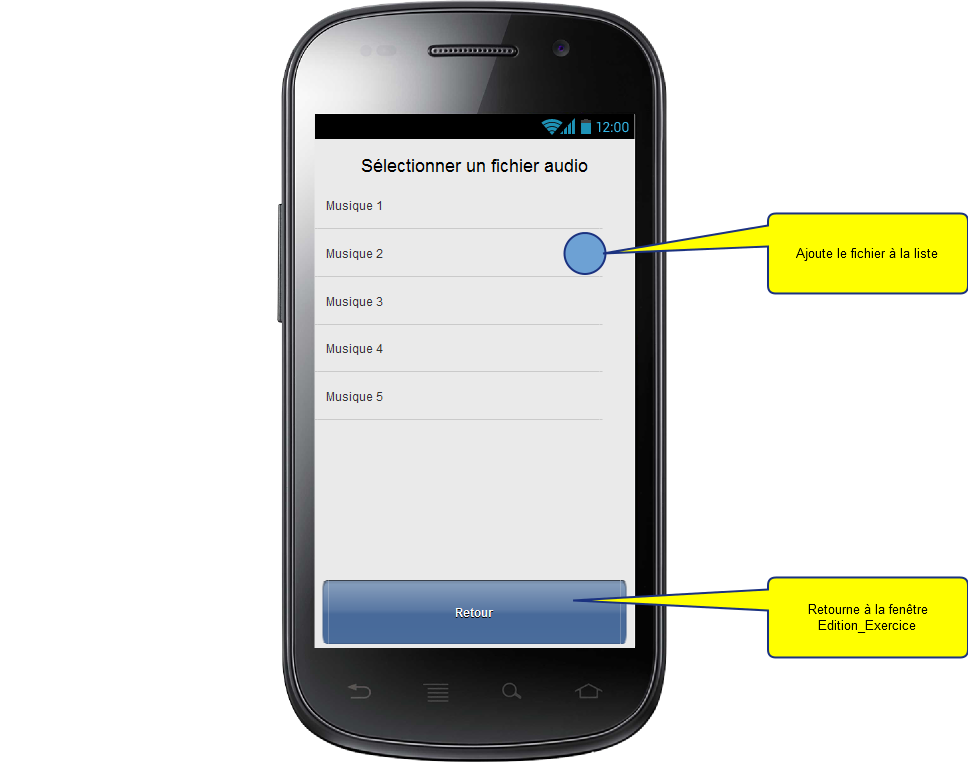 12:00
Sélectionner un fichier audio
Musique 1
Musique 2
Ajoute le fichier à la liste
Musique 3
Musique 4
Musique 5
Retour
Retourne à la fenêtre
Edition_Exercice